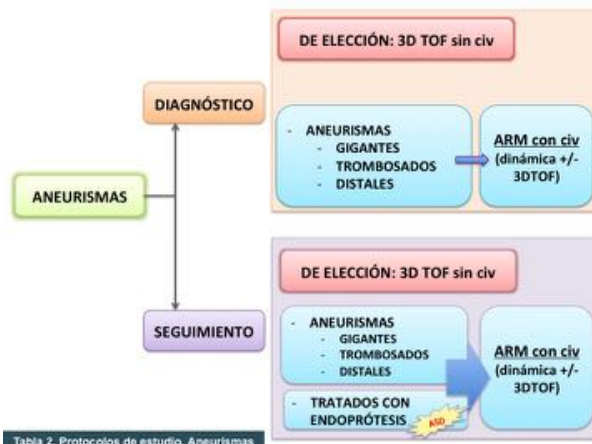 DE ELECCIÓN: 3D TOF sin civ
DIAGNÓSTICO
- ANEURISMAS
- GIGANTES
- TROMBOSADOS
- DISTALES
ARM con civ
(dinámica +/-
3DTOF)
ANEURISMAS
DE ELECCIÓN: 3D TOF sin civ
SEGUIMIENTO
- ANEURISMAS
- GIGANTES
- TROMBOSADOS
- DISTALES
- TRATADOS CON
ENDOPRÓTESIS
ASD
ARM con civ
(dinámica +/-
3DTOF)
Tabla 2. Protocolos de estudio. Aneurismas